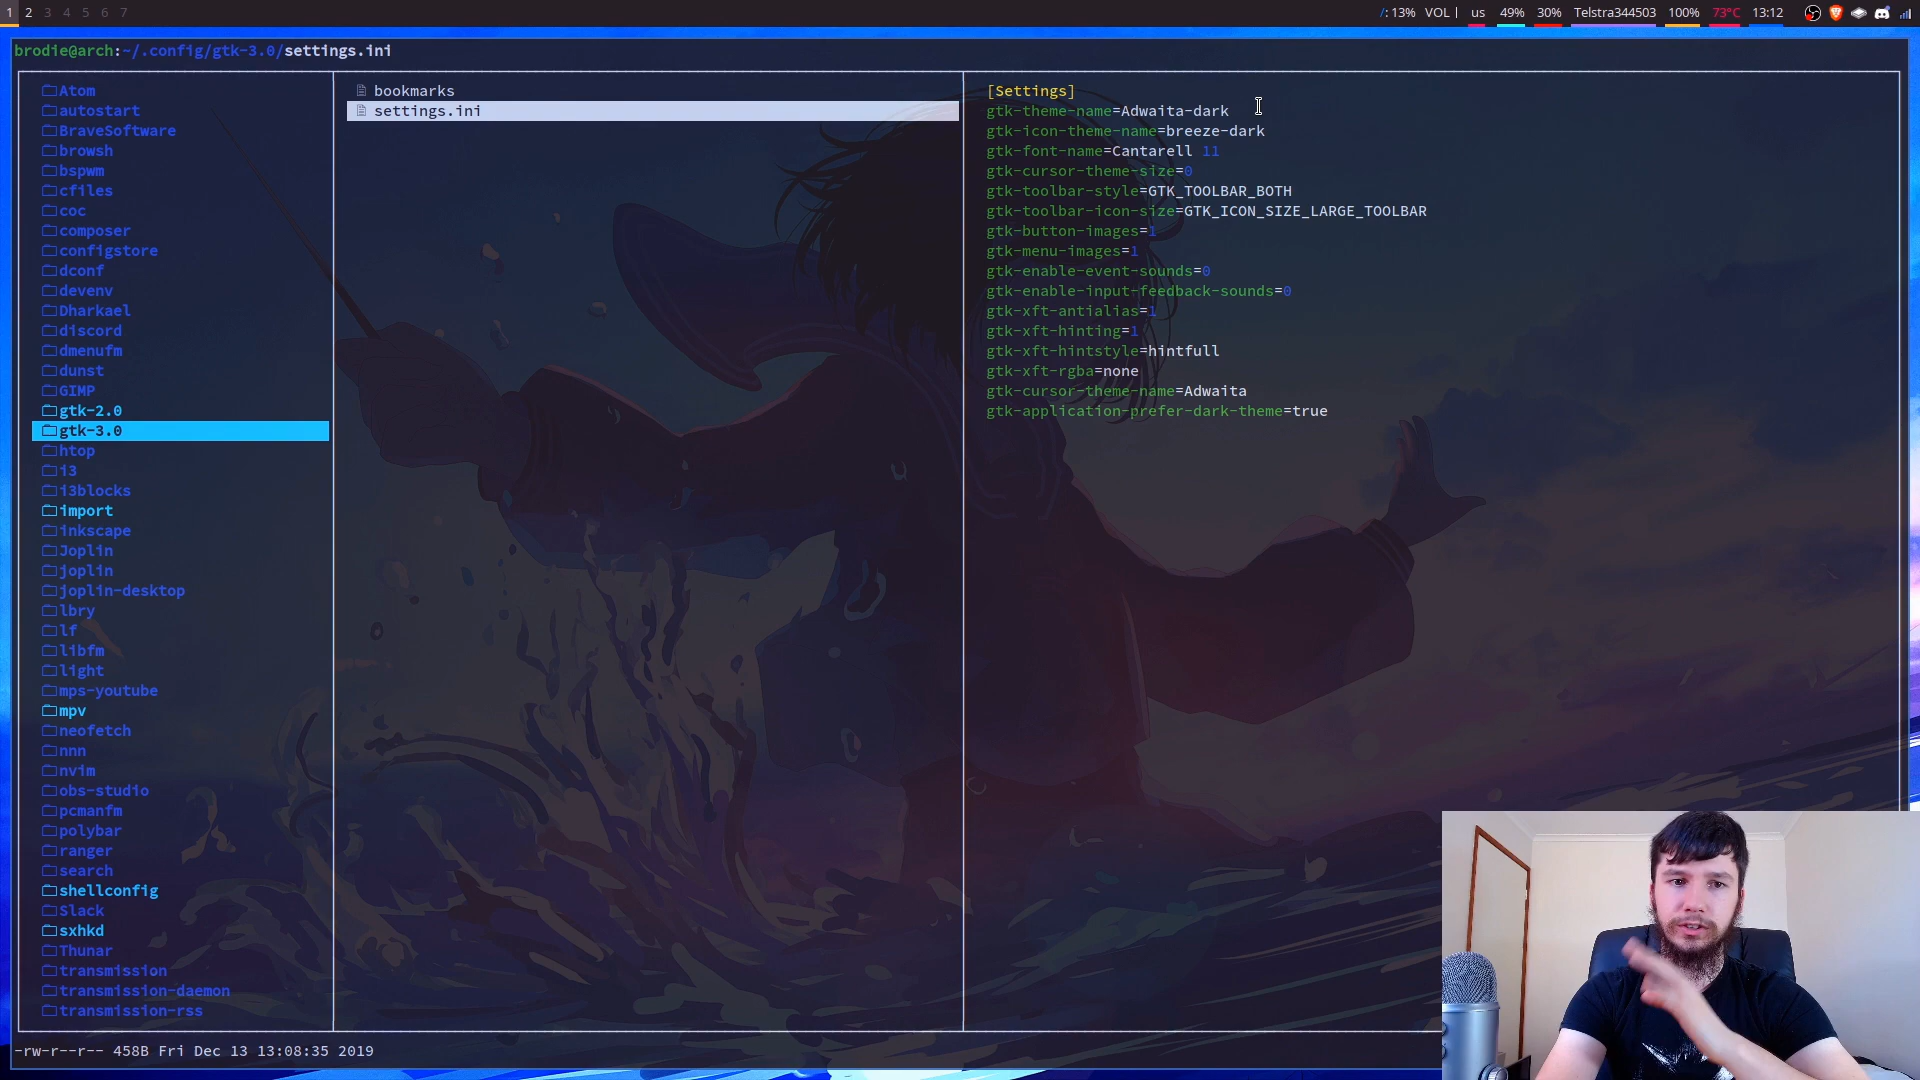 1 2 3 4 5 6 7
/: 13% VOL | us 49% 30% Telstra344503 100% 73°C 13:12
brodie@arch:~/.config/gtk-3.0/settings.ini
Atom
autostart
BraveSoftware
browsh
bspwm
cfiles
coc
composer
configstore
dconf
devenv
Dharkael
discord
dmenufm
dunst
GIMP
gtk-2.0
gtk-3.0
htop
i3
i3blocks
import
inkscape
Joplin
joplin
joplin-desktop
lbry
lf
libfm
light
mps-youtube
mpv
neofetch
nnn
nvim
obs-studio
pcmanfm
polybar
ranger
search
shellconfig
Slack
sxhkd
Thunar
transmission
transmission-daemon
transmission-rss
bookmarks
settings.ini
[Settings]
gtk-theme-name=Adwaita-dark
gtk-icon-theme-name=breeze-dark
gtk-font-name=Cantarell 11
gtk-cursor-theme-size=0
gtk-toolbar-style=GTK_TOOLBAR_BOTH
gtk-toolbar-icon-size=GTK_ICON_SIZE_LARGE_TOOLBAR
gtk-button-images=1
gtk-menu-images=1
gtk-enable-event-sounds=0
gtk-enable-input-feedback-sounds=0
gtk-xft-antialias=1
gtk-xft-hinting=1
gtk-xft-hintstyle=hintfull
gtk-xft-rgba=none
gtk-cursor-theme-name=Adwaita
gtk-application-prefer-dark-theme=true
-rw-r--r-- 458B Fri Dec 13 13:08:35 2019